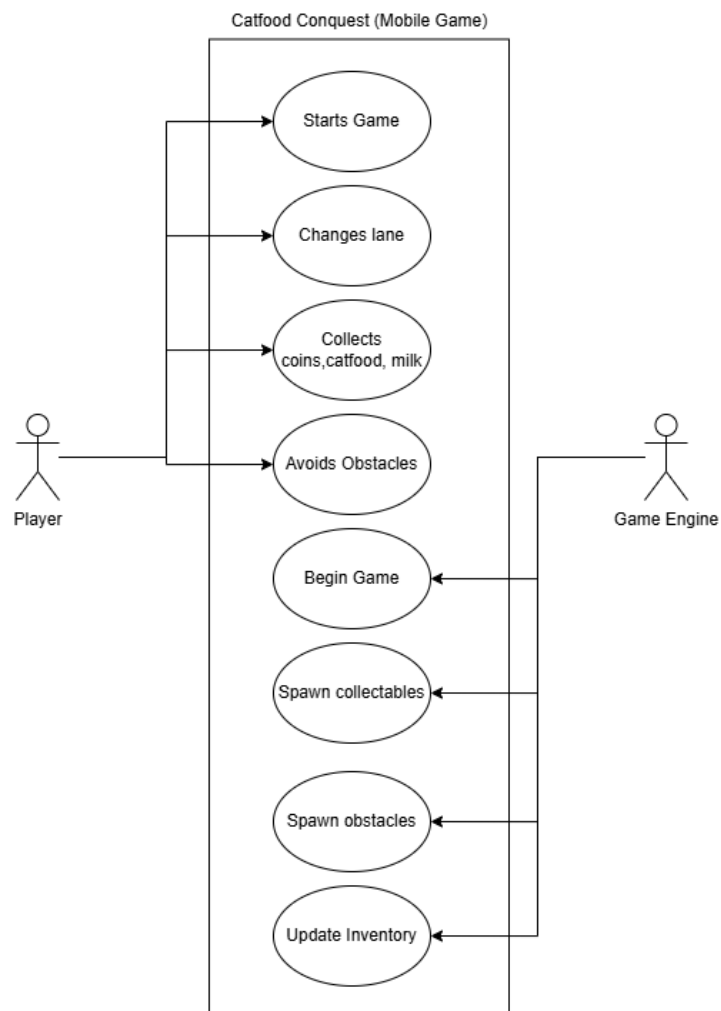 Catfood Conquest (Mobile Game)
Starts Game
Changes lane
Collects
coins,catfood, milk
Avoids Obstacles
Player
Game Engine
Begin Game
Spawn collectables
Spawn obstacles
Update Inventory